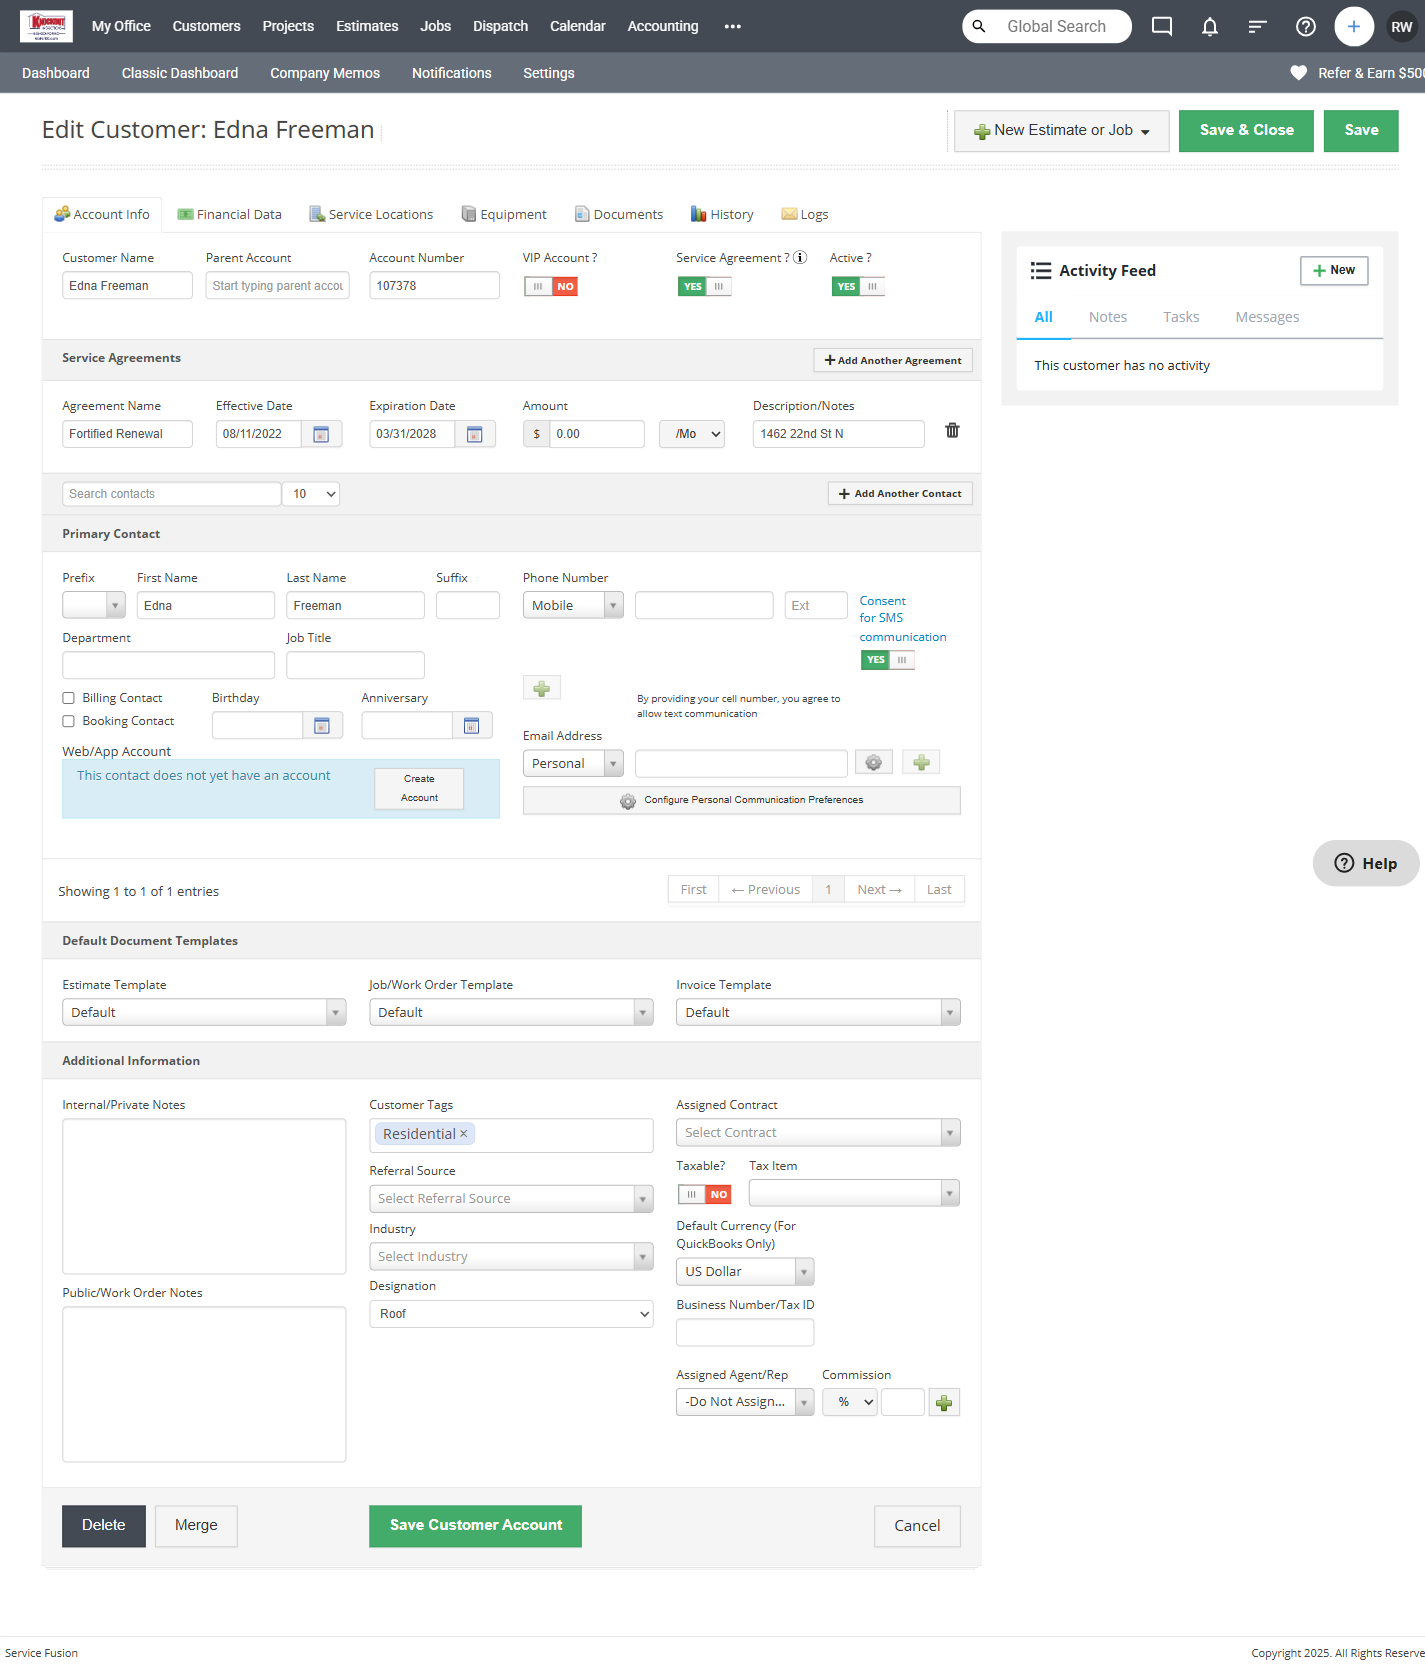 My Office
Customers
Projects
Estimates
Jobs
Dispatch
Calendar
Accounting
•••
Global Search
RW
Dashboard
Classic Dashboard
Company Memos
Notifications
Settings
Refer & Earn $500
Edit Customer: Edna Freeman
New Estimate or Job
Save & Close
Save
Account Info
Financial Data
Service Locations
Equipment
Documents
History
Logs
Customer Name
Parent Account
Account Number
VIP Account ?
Service Agreement ?
Active ?
Edna Freeman
Start typing parent accou
107378
NO
YES
YES
Service Agreements
Add Another Agreement
Agreement Name
Effective Date
Expiration Date
Amount
Description/Notes
Fortified Renewal
08/11/2022
03/31/2028
$ 0.00
/Mo
1462 22nd St N
Search contacts
10
Add Another Contact
Primary Contact
Prefix
First Name
Last Name
Suffix
Phone Number
Edna
Freeman
Mobile
Ext
Consent
for SMS
communication
YES
Department
Job Title
Billing Contact
Booking Contact
Birthday
Anniversary
By providing your cell number, you agree to
allow text communication
Web/App Account
This contact does not yet have an account
Create
Account
Email Address
Personal
Configure Personal Communication Preferences
Showing 1 to 1 of 1 entries
First
← Previous
1
Next →
Last
Default Document Templates
Estimate Template
Job/Work Order Template
Invoice Template
Default
Default
Default
Additional Information
Internal/Private Notes
Public/Work Order Notes
Customer Tags
Residential ×
Referral Source
Select Referral Source
Industry
Select Industry
Designation
Roof
Assigned Contract
Select Contract
Taxable?
Tax Item
NO
Default Currency (For
QuickBooks Only)
US Dollar
Business Number/Tax ID
Assigned Agent/Rep
Commission
-Do Not Assign...
%
Delete
Merge
Save Customer Account
Cancel
Activity Feed
New
All
Notes
Tasks
Messages
This customer has no activity
Help
Service Fusion
Copyright 2025. All Rights Reserve